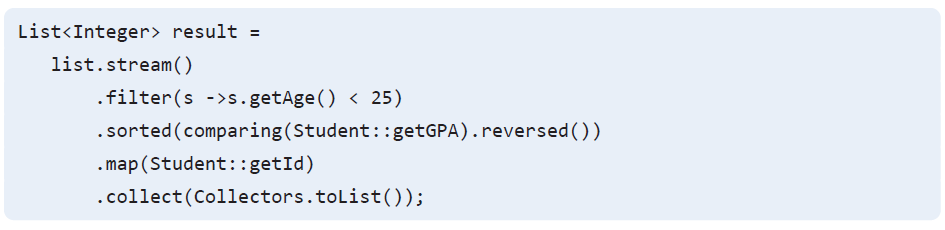 List<Integer> result =
list.stream()
.filter(s ->s.getAge() < 25)
.sorted(comparing(Student::getGPA).reversed())
.map(Student::getId)
.collect(Collectors.toList());